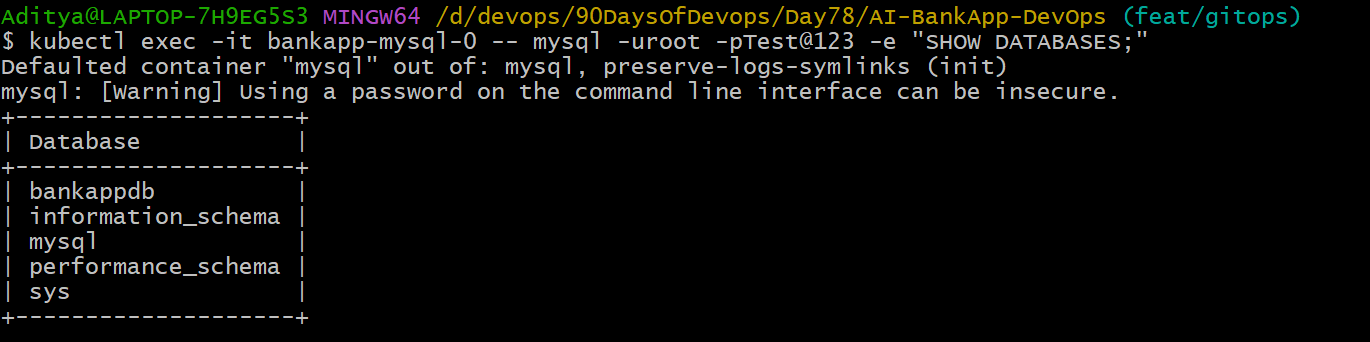 Aditya@LAPTOP-7H9EG5S3 MINGW64 /d/devops/90DaysOfDevops/Day78/AI-BankApp-DevOps (feat/gitops)
$ kubectl exec -it bankapp-mysql-0 -- mysql -uroot -pTest@123 -e "SHOW DATABASES;"
Defaulted container "mysql" out of: mysql, preserve-logs-symlinks (init)
mysql: [Warning] Using a password on the command line interface can be insecure.
+--------------------+
| Database           |
+--------------------+
| bankappdb          |
| information_schema |
| mysql              |
| performance_schema |
| sys                |
+--------------------+